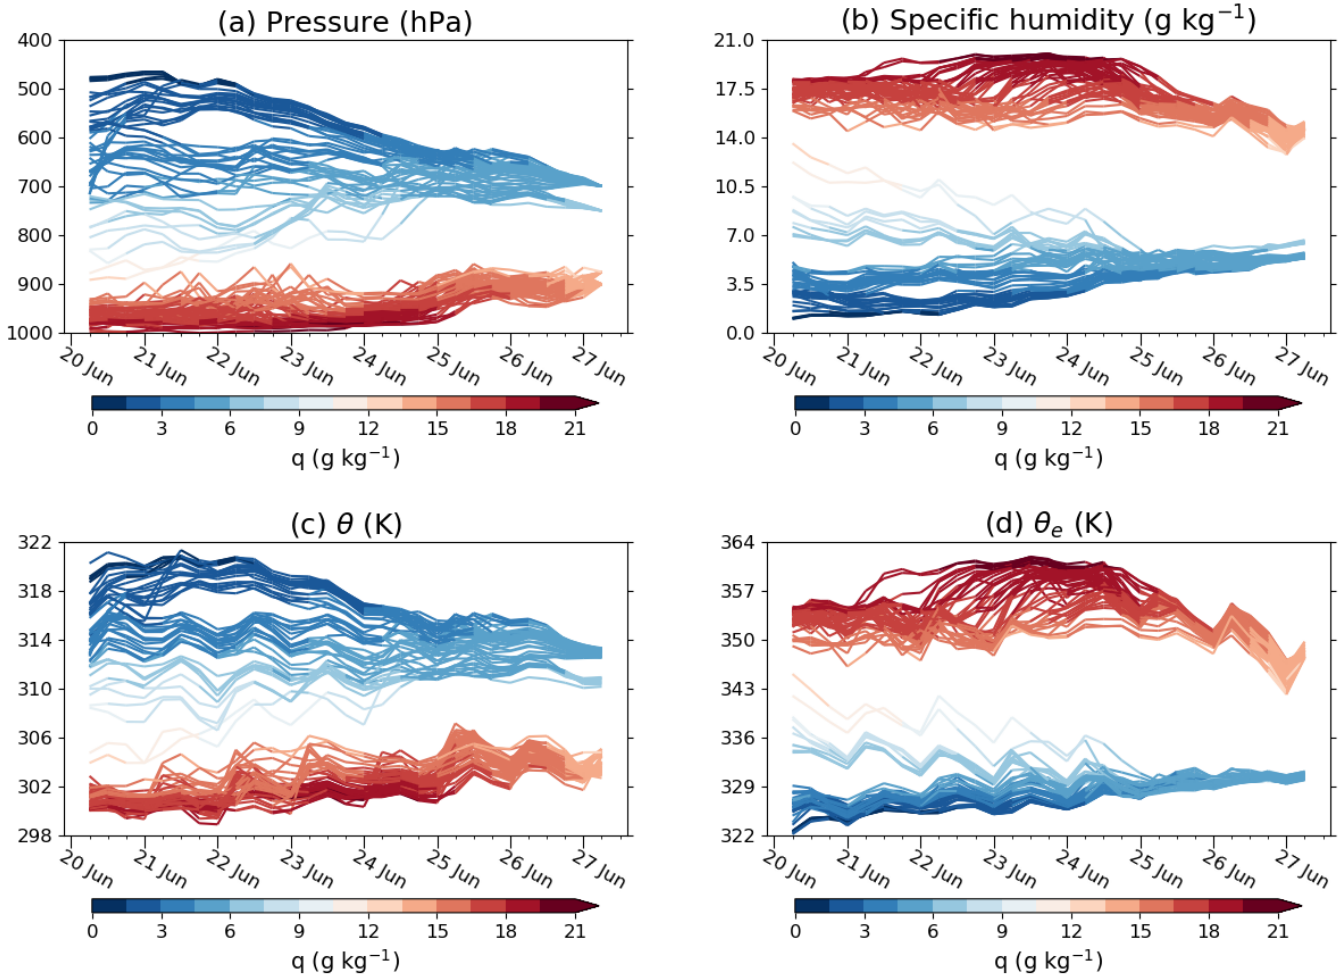 (a) Pressure (hPa)
400
500
600
700
800
900
1000
20 Jun
21 Jun
22 Jun
23 Jun
24 Jun
25 Jun
26 Jun
27 Jun
0 3 6 9 12 15 18 21
q (g kg⁻¹)
(b) Specific humidity (g kg⁻¹)
21.0
17.5
14.0
10.5
7.0
3.5
0.0
20 Jun
21 Jun
22 Jun
23 Jun
24 Jun
25 Jun
26 Jun
27 Jun
0 3 6 9 12 15 18 21
q (g kg⁻¹)
(c) θ (K)
322
318
314
310
306
302
298
20 Jun
21 Jun
22 Jun
23 Jun
24 Jun
25 Jun
26 Jun
27 Jun
0 3 6 9 12 15 18 21
q (g kg⁻¹)
(d) θₑ (K)
364
357
350
343
336
329
322
20 Jun
21 Jun
22 Jun
23 Jun
24 Jun
25 Jun
26 Jun
27 Jun
0 3 6 9 12 15 18 21
q (g kg⁻¹)